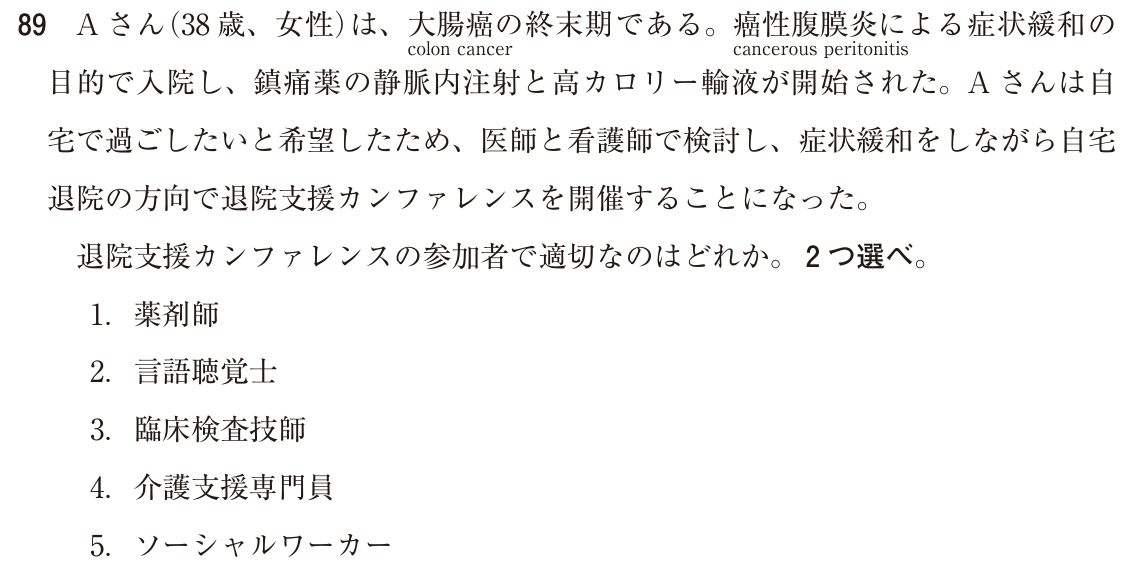 89 Aさん(38歳、女性)は、大腸癌の終末期である。癌性腹膜炎による症状緩和の
colon cancer cancerous peritonitis
目的で入院し、鎮痛薬の静脈内注射と高カロリー輸液が開始された。Aさんは自
宅で過ごしたいと希望したため、医師と看護師で検討し、症状緩和をしながら自宅
退院の方向で退院支援カンファレンスを開催することになった。
退院支援カンファレンスの参加者で適切なのはどれか。2つ選べ。
1. 薬剤師
2. 言語聴覚士
3. 臨床検査技師
4. 介護支援専門員
5. ソーシャルワーカー